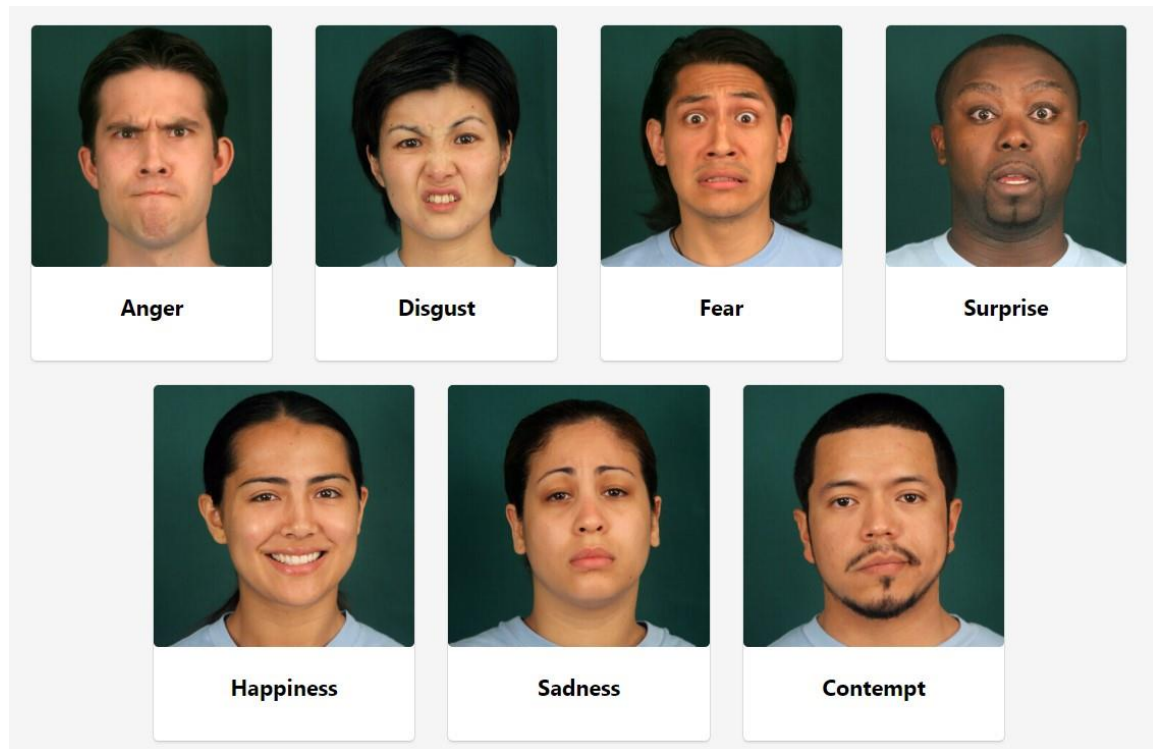 Anger
Disgust
Fear
Surprise
Happiness
Sadness
Contempt